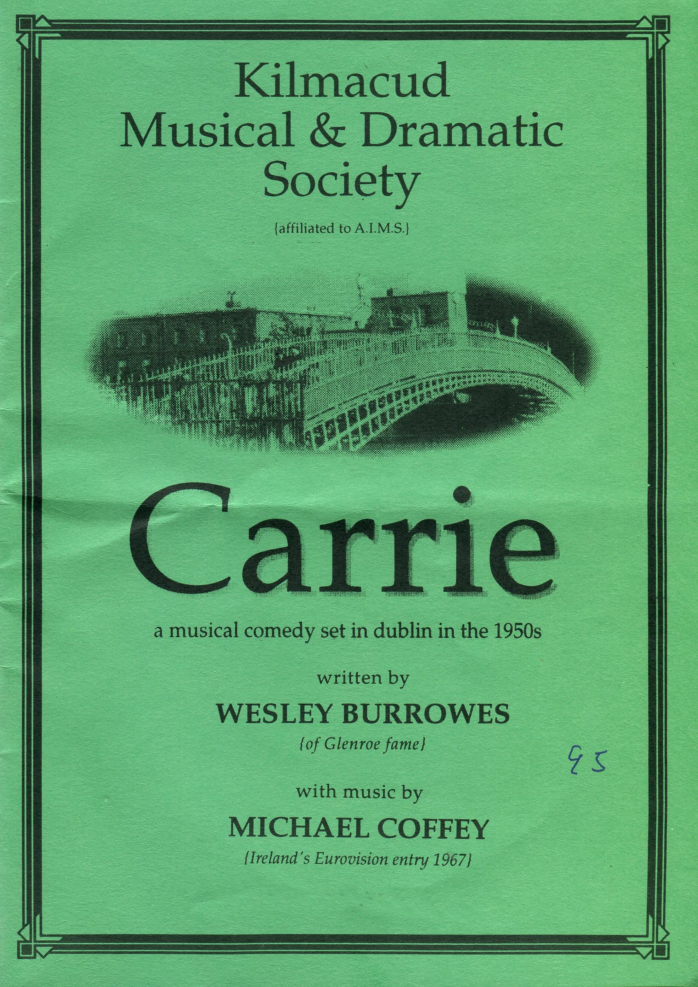 Kilmacud
Musical & Dramatic
Society
{affiliated to A.I.M.S.}
Carrie
a musical comedy set in dublin in the 1950s
written by
WESLEY BURROWES
{of Glenroe fame}
95
with music by
MICHAEL COFFEY
{Ireland's Eurovision entry 1967}